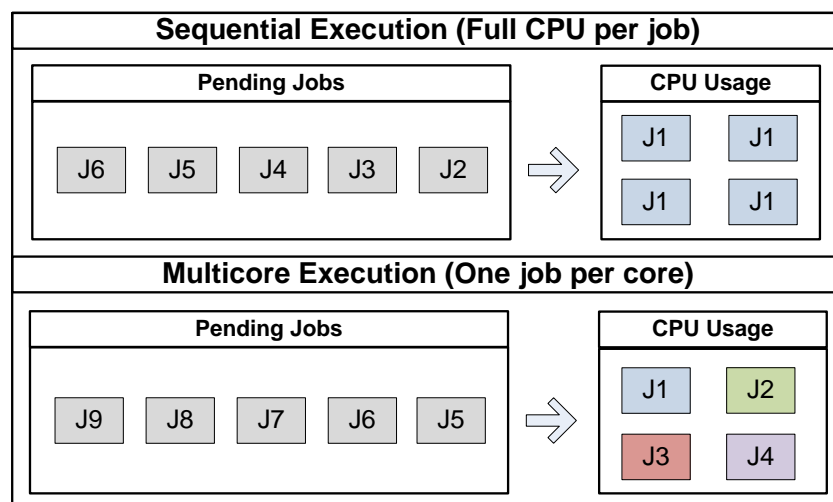 Sequential Execution (Full CPU per job)
Pending Jobs
CPU Usage
J6 J5 J4 J3 J2
J1 J1
J1 J1
Multicore Execution (One job per core)
Pending Jobs
CPU Usage
J9 J8 J7 J6 J5
J1 J2
J3 J4